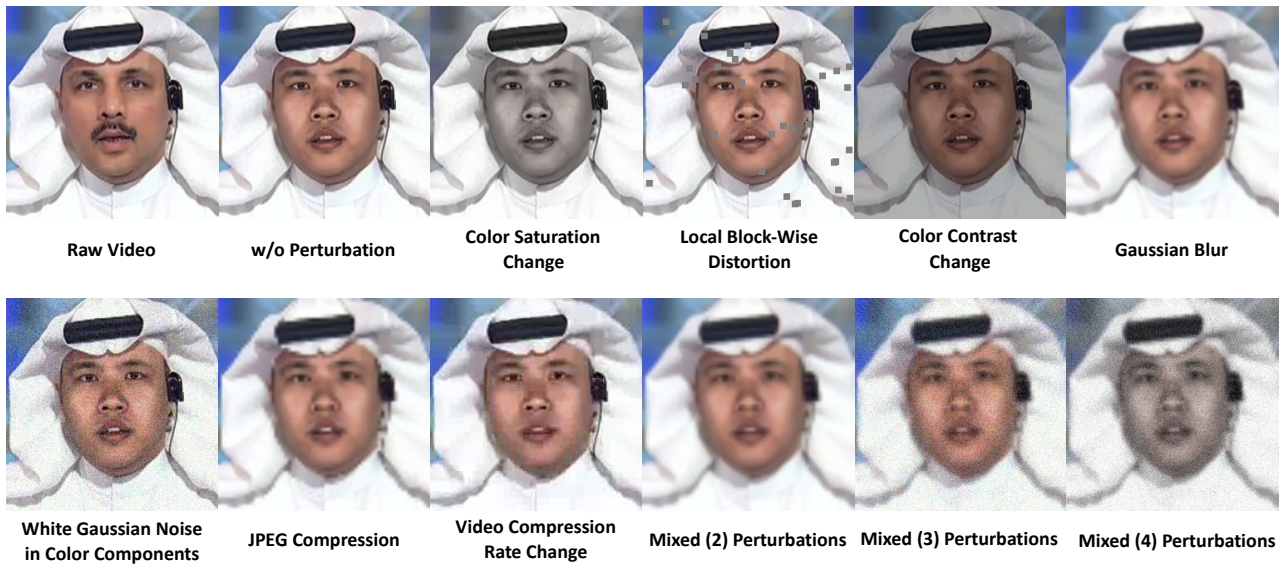 Raw Video
w/o Perturbation
Color Saturation
Change
Local Block-Wise
Distortion
Color Contrast
Change
Gaussian Blur
White Gaussian Noise
in Color Components
JPEG Compression
Video Compression
Rate Change
Mixed (2) Perturbations
Mixed (3) Perturbations
Mixed (4) Perturbations